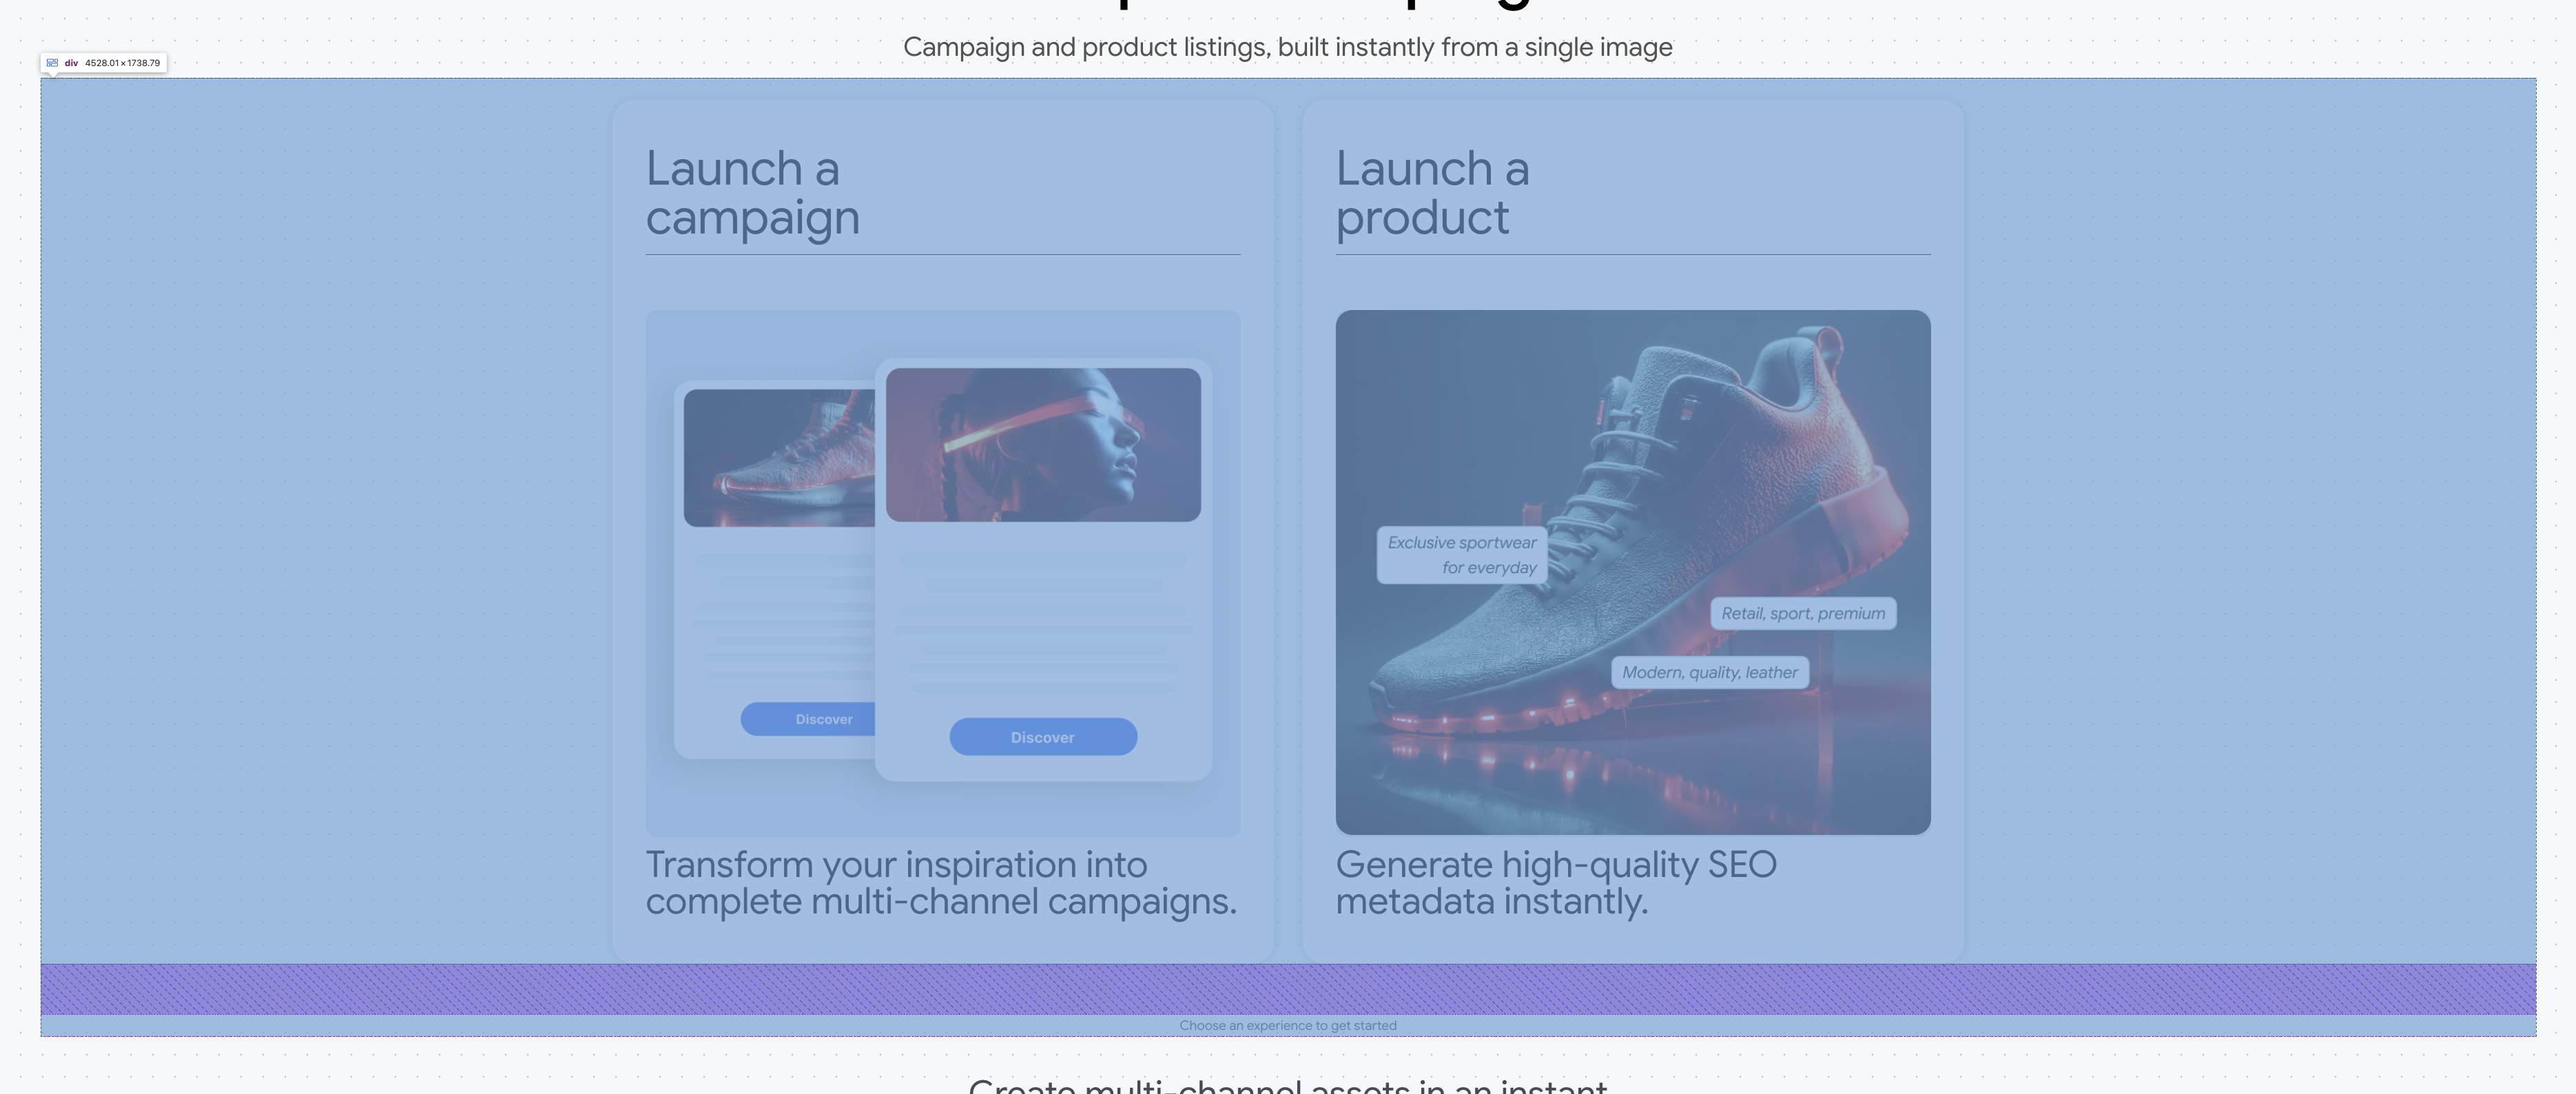 Campaign and product listings, built instantly from a single image
div 4528.01×1738.79
Launch a
campaign
Discover
Discover
Transform your inspiration into
complete multi-channel campaigns.
Launch a
product
Exclusive sportwear
for everyday
Retail, sport, premium
Modern, quality, leather
Generate high-quality SEO
metadata instantly.
Choose an experience to get started
Create multi-channel assets in an instant